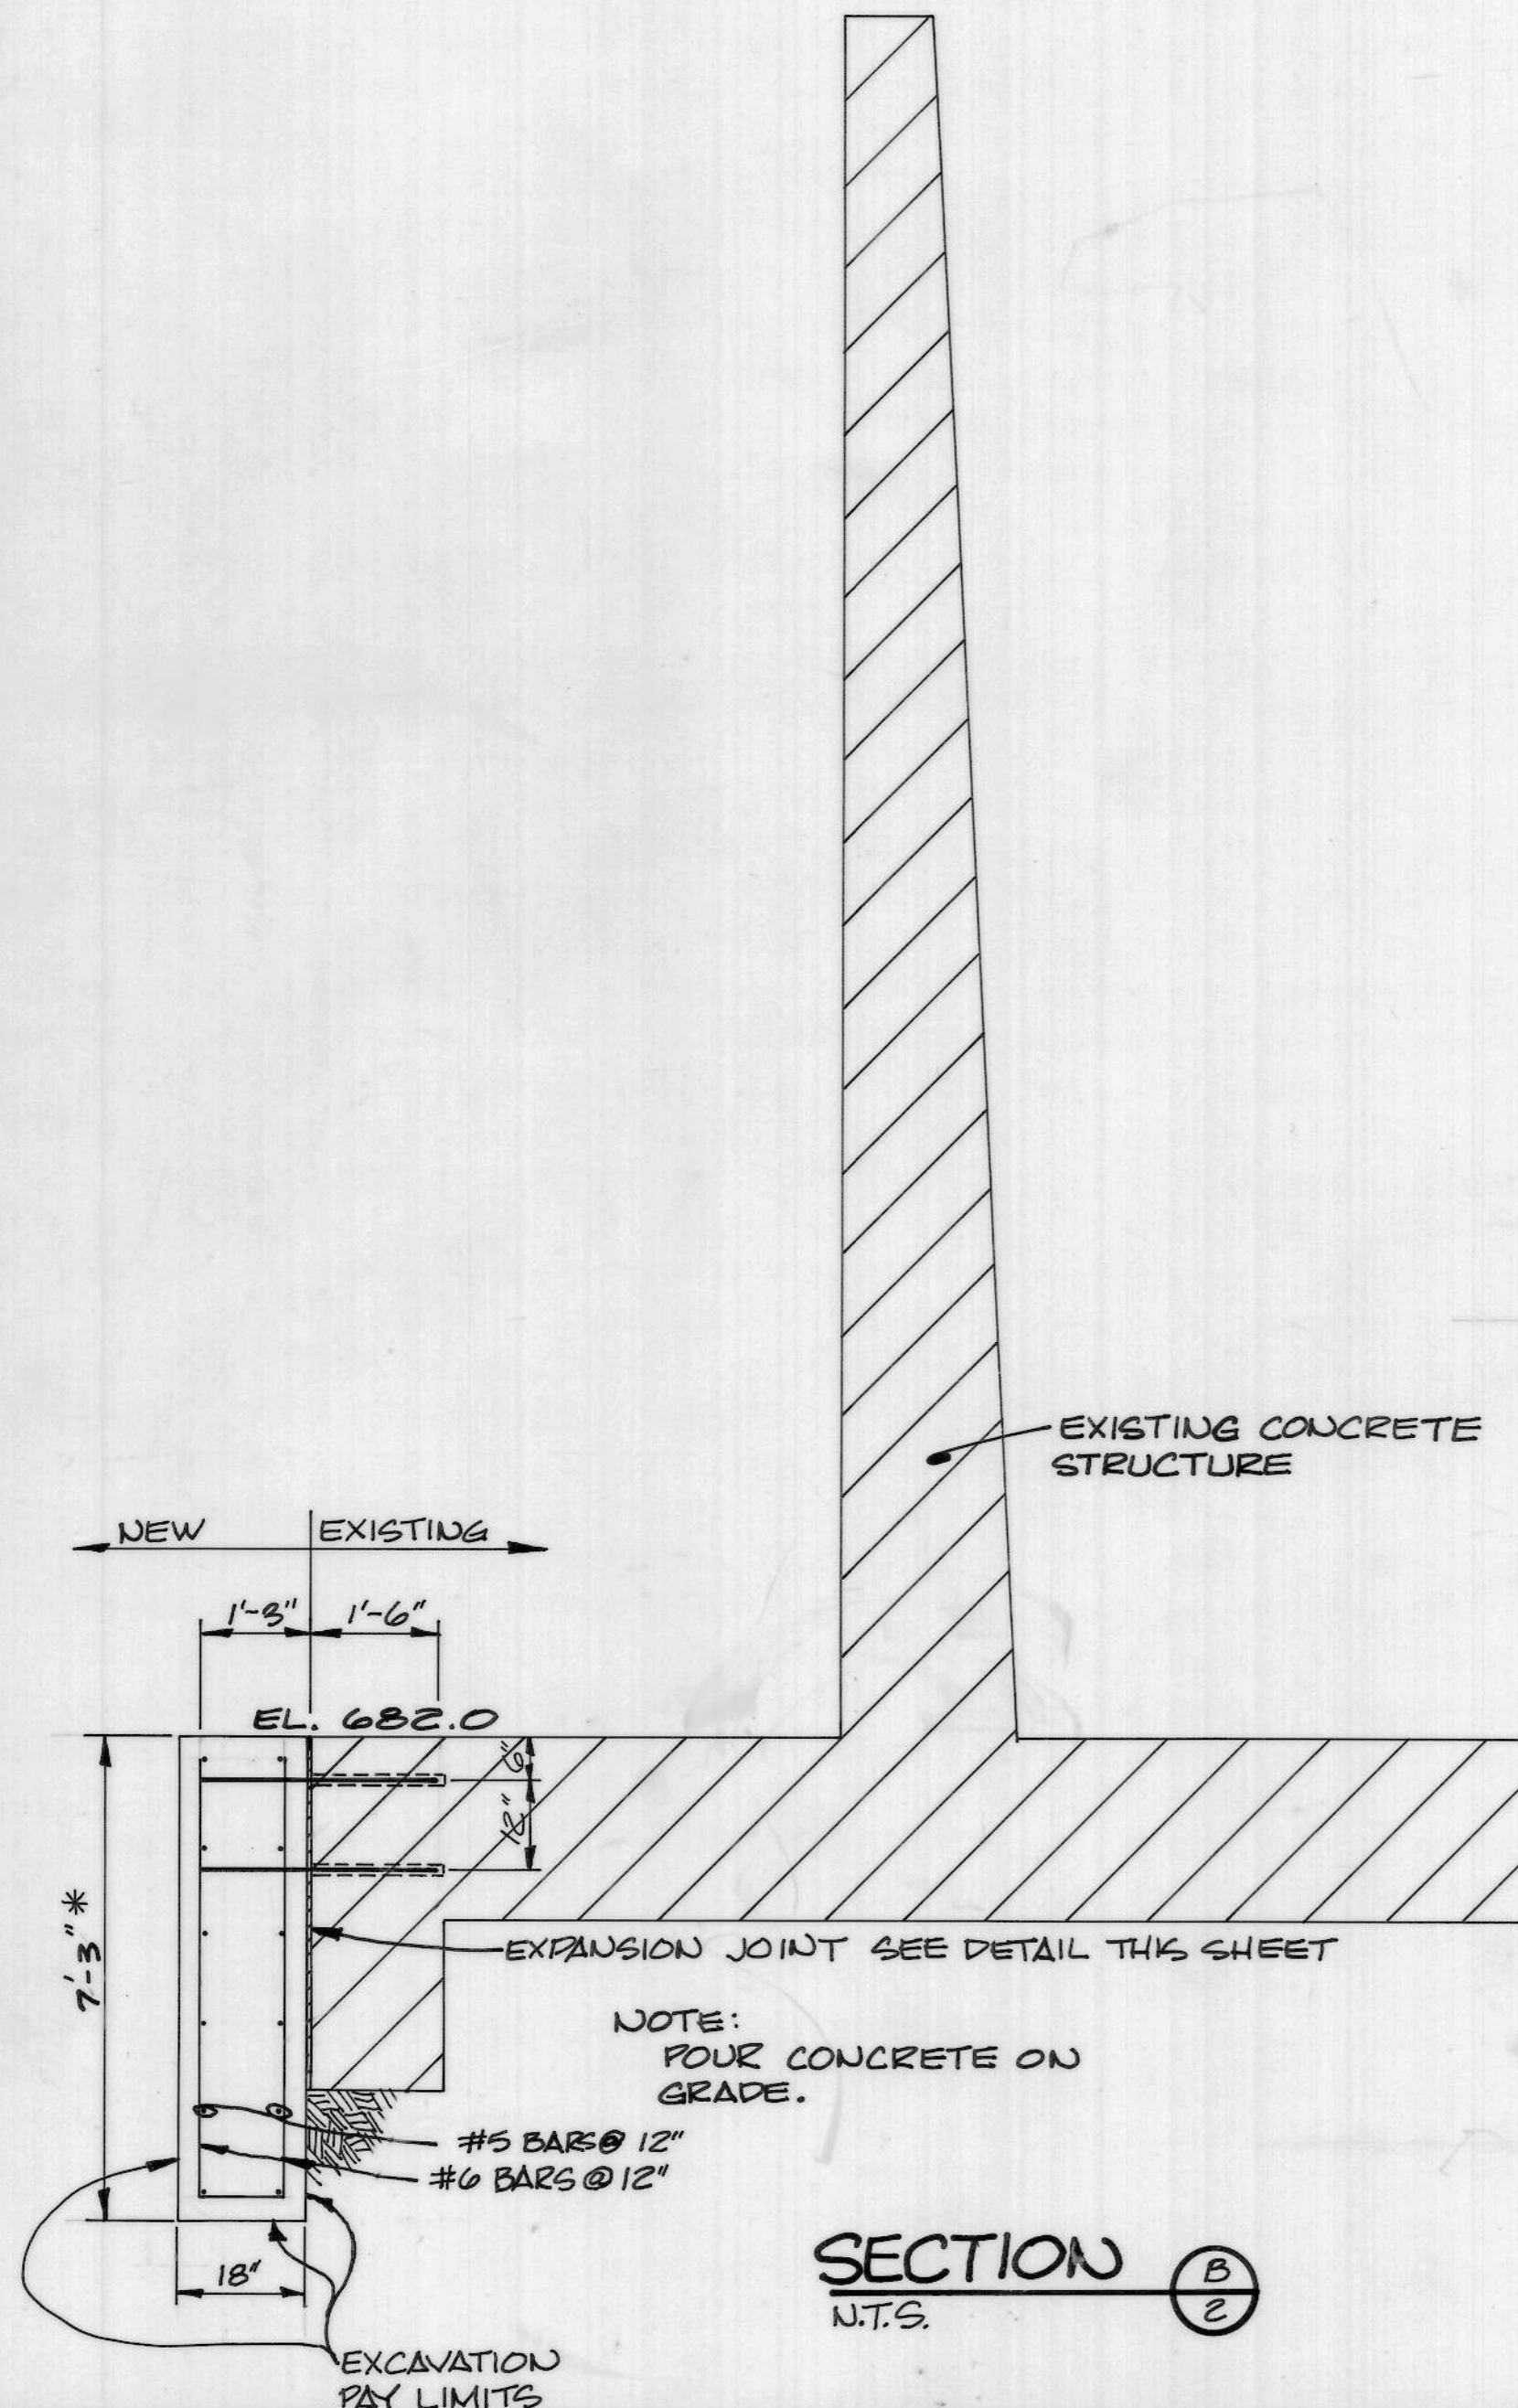 EXISTING CONCRETE
STRUCTURE
NEW
EXISTING
1'-3"
1'-6"
EL. 682.0
6"
12"
7'-3"*
EXPANSION JOINT SEE DETAIL THIS SHEET
NOTE:
POUR CONCRETE ON
GRADE.
#5 BARS@ 12"
#6 BARS @ 12"
18"
SECTION
B
2
N.T.S.
EXCAVATION
PAY LIMITS